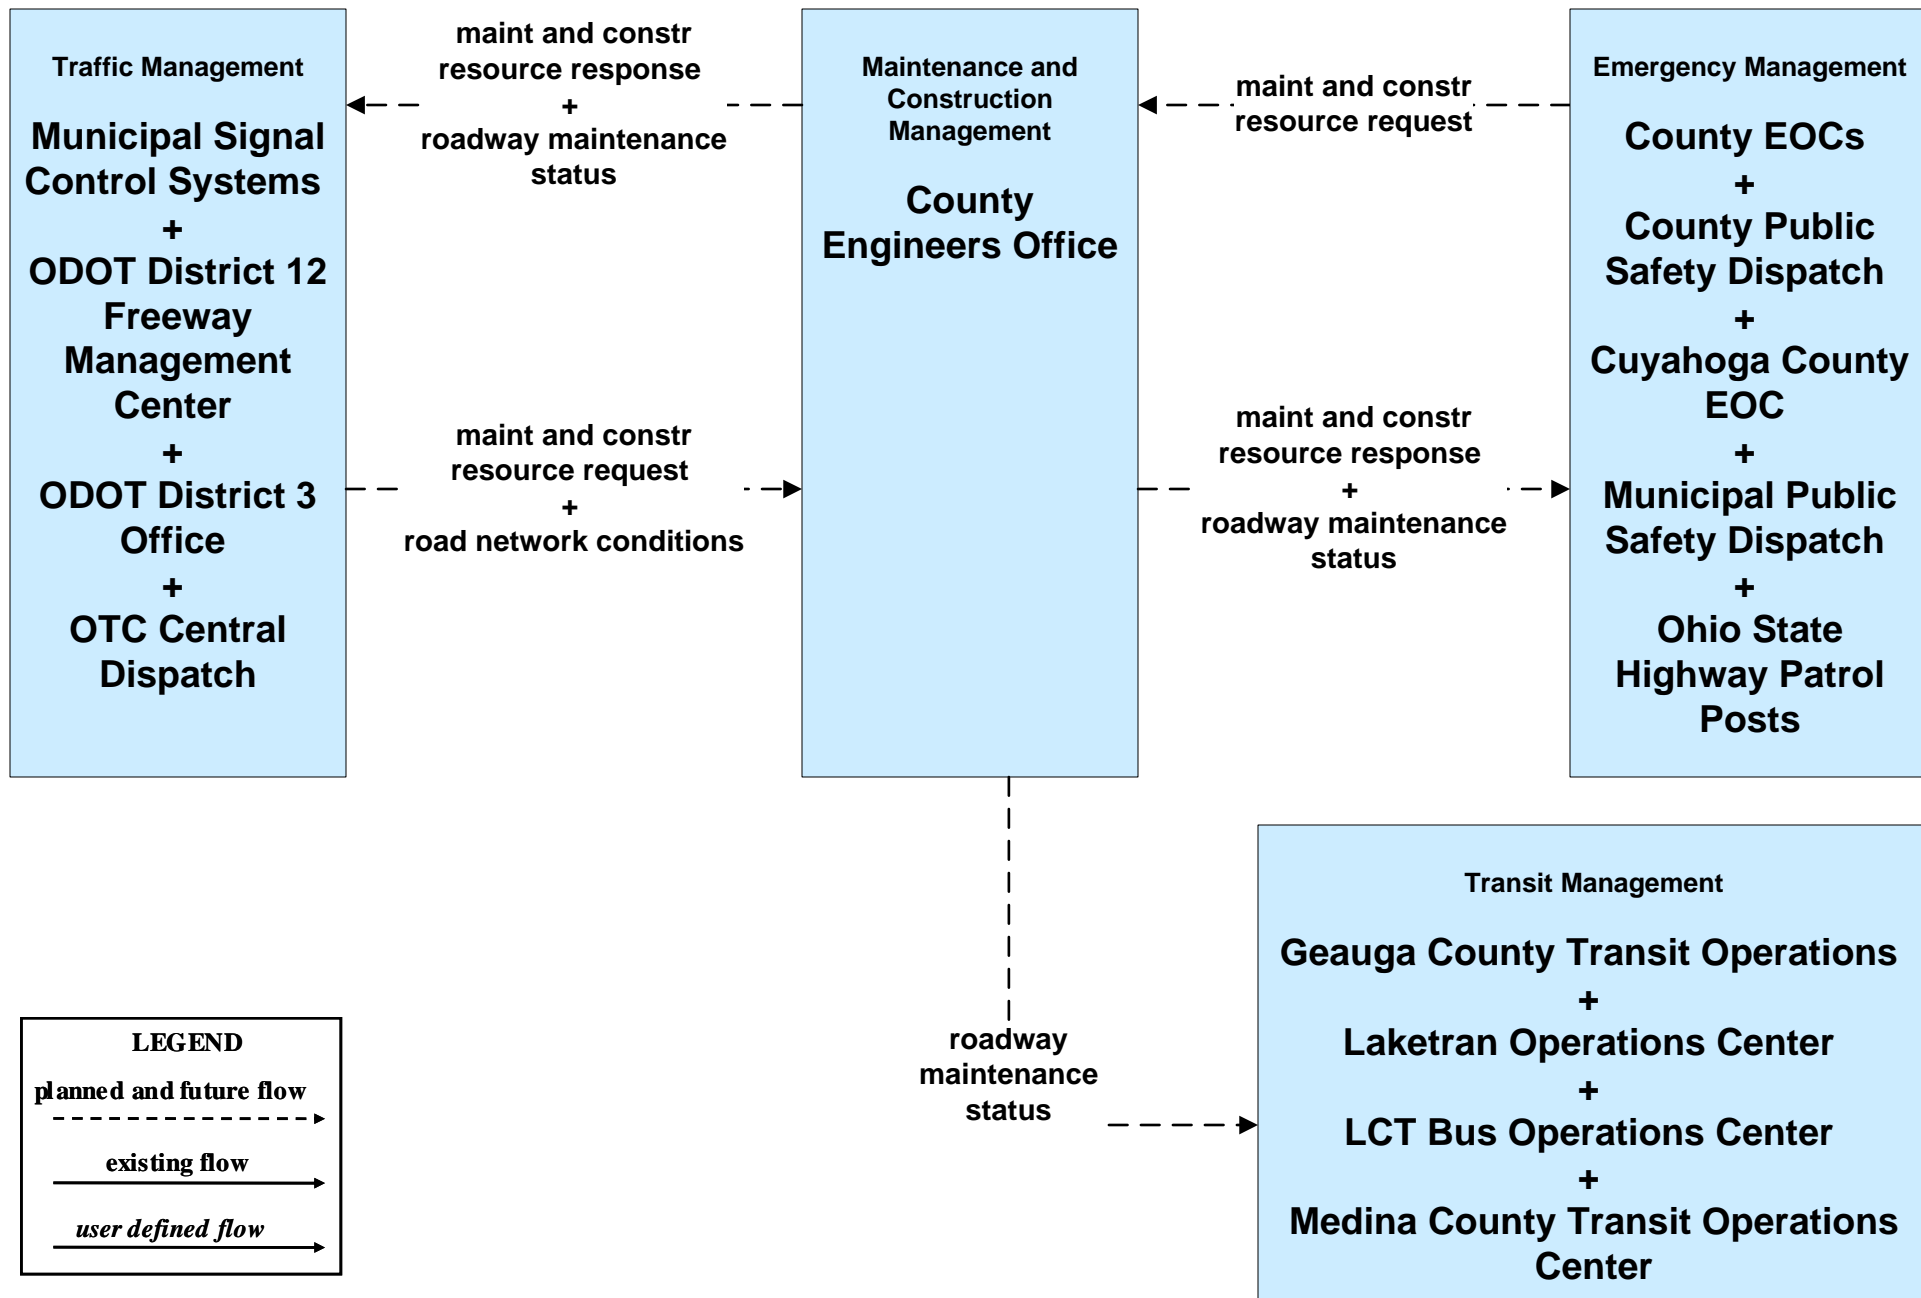 Traffic Management
Municipal Signal
Control Systems
+
ODOT District 12
Freeway
Management
Center
+
ODOT District 3
Office
+
OTC Central
Dispatch
maint and constr
resource response
+
roadway maintenance
status
maint and constr
resource request
+
road network conditions
Maintenance and
Construction
Management
County
Engineers Office
maint and constr
resource request
maint and constr
resource response
+
roadway maintenance
status
Emergency Management
County EOCs
+
County Public
Safety Dispatch
+
Cuyahoga County
EOC
+
Municipal Public
Safety Dispatch
+
Ohio State
Highway Patrol
Posts
roadway
maintenance
status
Transit Management
Geauga County Transit Operations
+
Laketran Operations Center
+
LCT Bus Operations Center
+
Medina County Transit Operations
Center
LEGEND
planned and future flow
existing flow
user defined flow